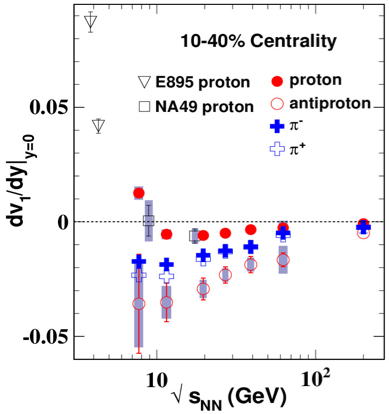 10-40% Centrality
E895 proton
NA49 proton
proton
antiproton
π-
π+
dv1/dy|y=0
0.05
0
-0.05
10
10²
√sNN (GeV)